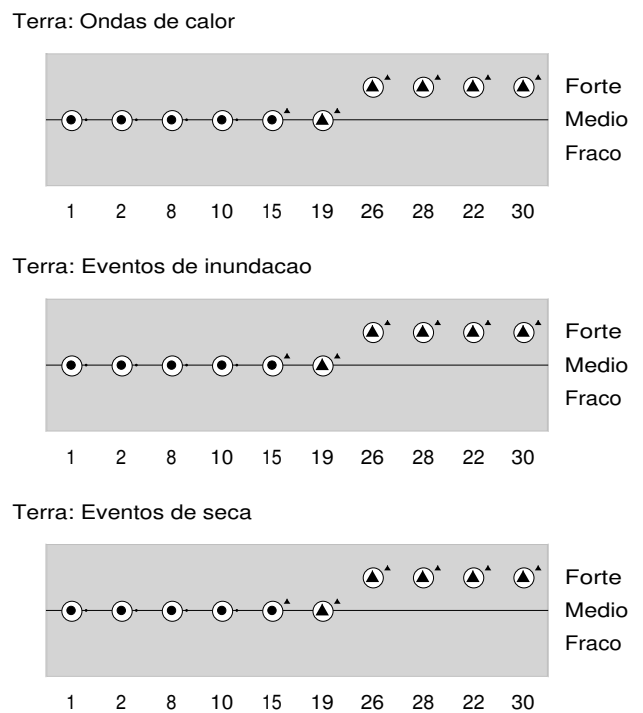 Terra: Ondas de calor
Forte
Medio
Fraco
1 2 8 10 15 19 26 28 22 30
Terra: Eventos de inundacao
Forte
Medio
Fraco
1 2 8 10 15 19 26 28 22 30
Terra: Eventos de seca
Forte
Medio
Fraco
1 2 8 10 15 19 26 28 22 30